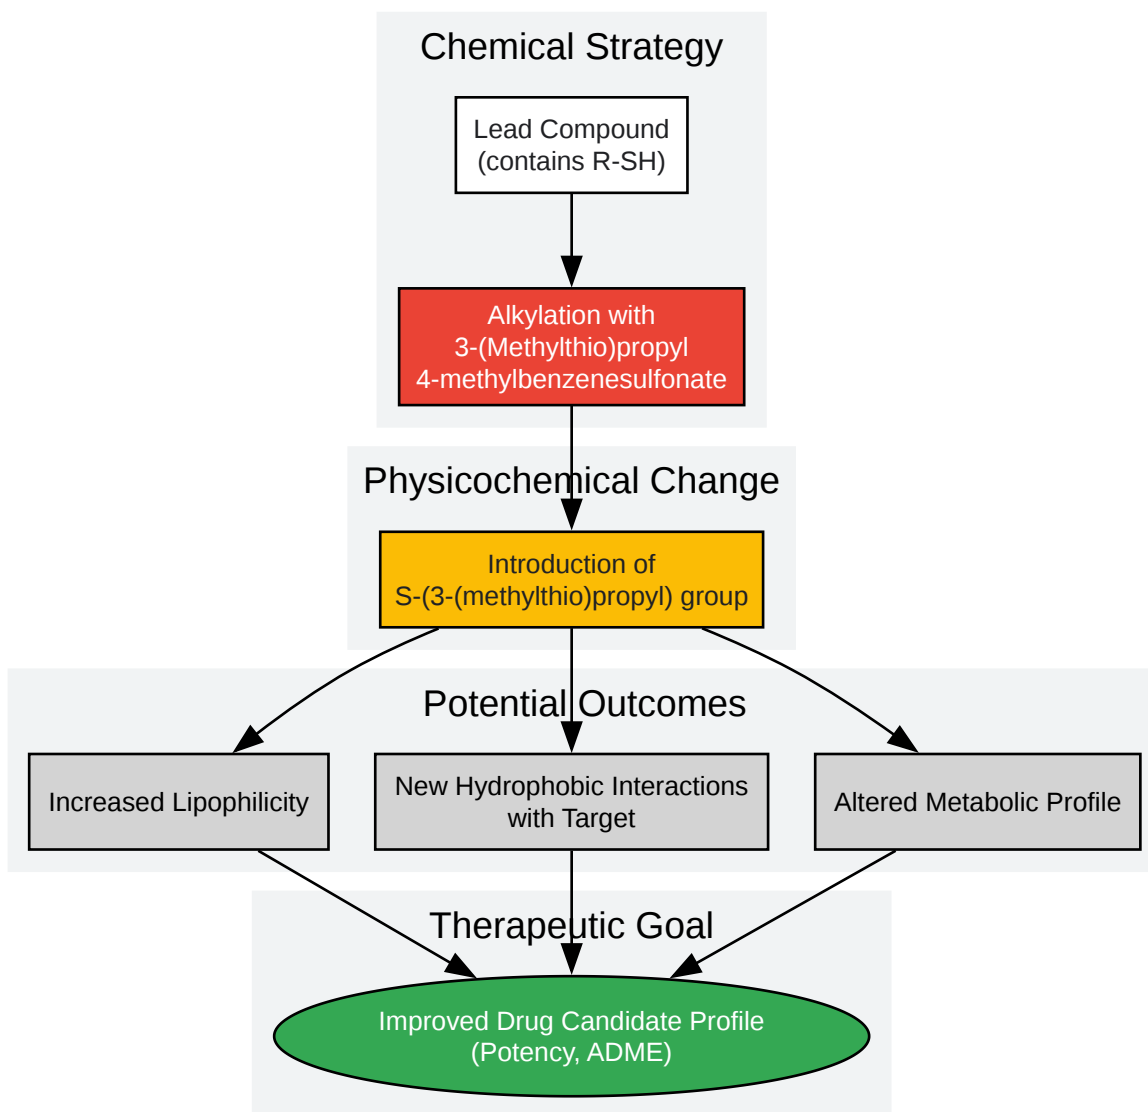 Chemical Strategy
Lead Compound
(contains R-SH)
Alkylation with
3-(Methylthio)propyl
4-methylbenzenesulfonate
Physicochemical Change
Introduction of
S-(3-(methylthio)propyl) group
Potential Outcomes
Increased Lipophilicity
New Hydrophobic Interactions
with Target
Altered Metabolic Profile
Therapeutic Goal
Improved Drug Candidate Profile
(Potency, ADME)